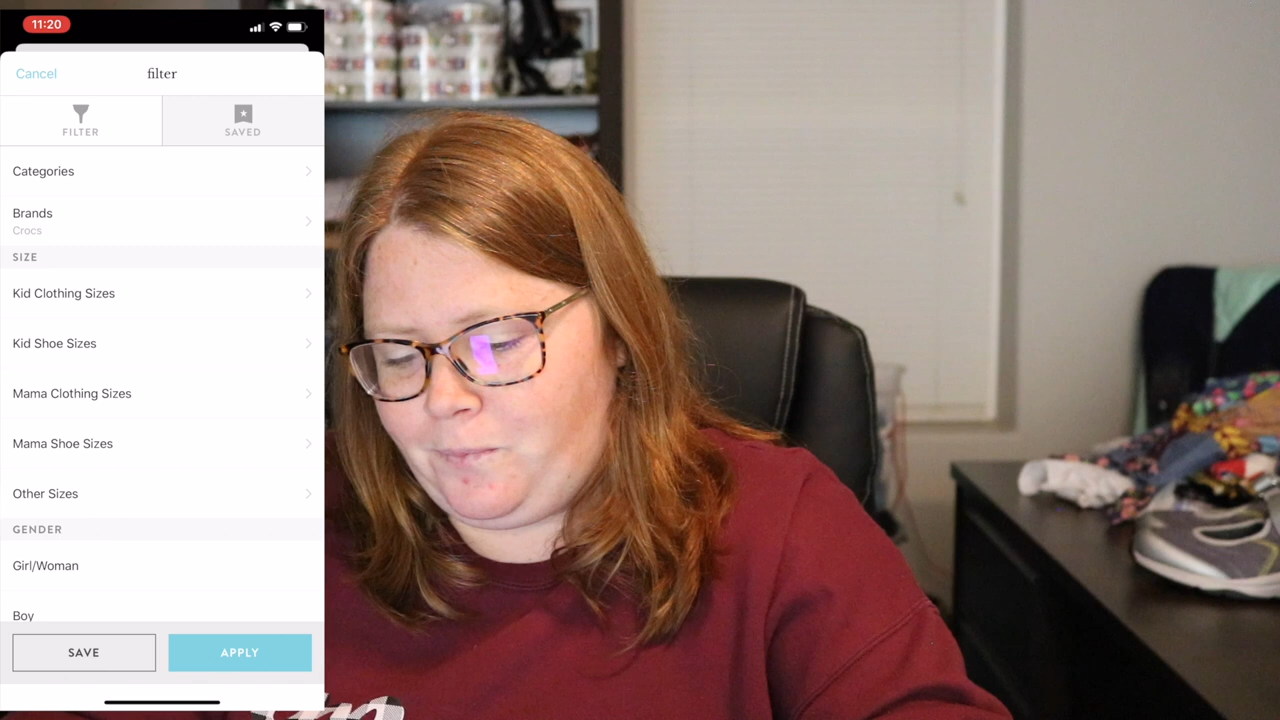 11:20
Cancel
filter
FILTER
SAVED
Categories
Brands
Crocs
SIZE
Kid Clothing Sizes
Kid Shoe Sizes
Mama Clothing Sizes
Mama Shoe Sizes
Other Sizes
GENDER
Girl/Woman
Boy
SAVE
APPLY